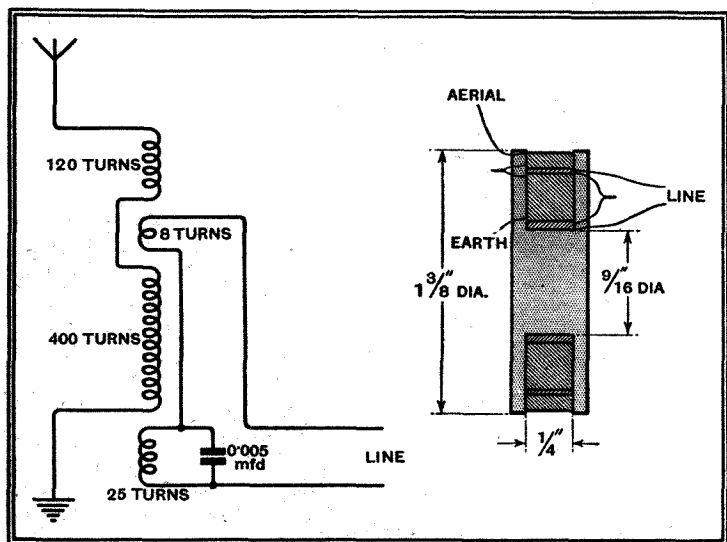 120 TURNS
8 TURNS
400 TURNS
0·005
mfd
LINE
25 TURNS
AERIAL
LINE
EARTH
1 3/8" DIA.
9/16" DIA
1/4"